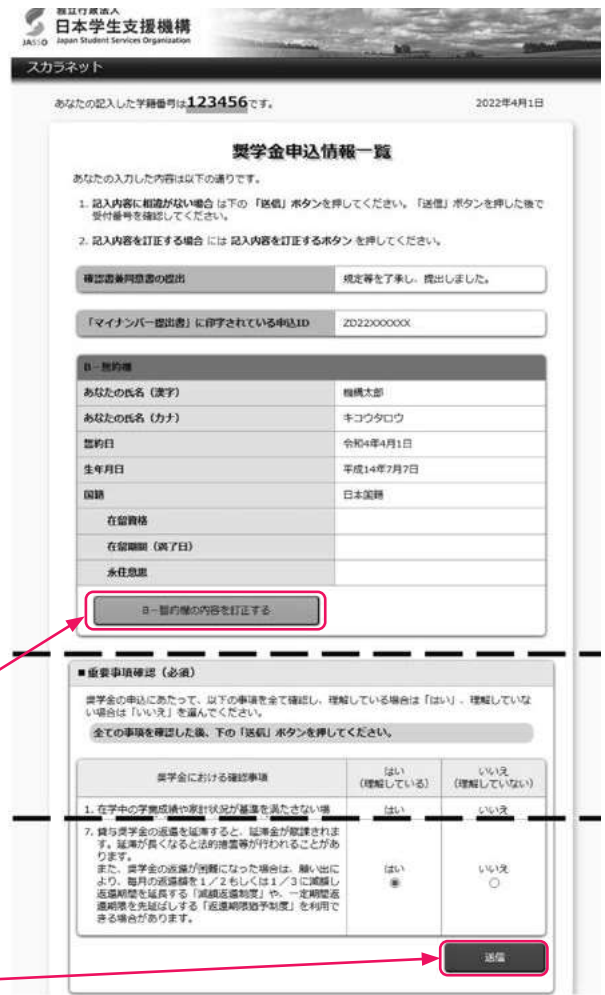 独立行政法人
日本学生支援機構
JASSO Japan Student Services Organization
スカラネット
あなたの記入した学籍番号は123456です。
2022年4月1日
奨学金申込情報一覧
あなたの入力した内容は以下の通りです。
1. 記入内容に相違がない場合 は下の 「送信」ボタンを押してください。「送信」ボタンを押した後で
受付番号を確認してください。
2. 記入内容を訂正する場合 には 記入内容を訂正するボタン を押してください。
確認書兼同意書の提出 規定等を了承し、提出しました。
「マイナンバー提出書」に印字されている申込ID ZD22XXXXXX
B－誓約欄
あなたの氏名（漢字） 機構太郎
あなたの氏名（カナ） キコウタロウ
誓約日 令和4年4月1日
生年月日 平成14年7月7日
国籍 日本国籍
在留資格
在留期間（満了日）
永住意思
B－誓約欄の内容を訂正する
■重要事項確認（必須）
奨学金の申込にあたって、以下の事項を全て確認し、理解している場合は「はい」、理解していな
い場合は「いいえ」を選んでください。
全ての事項を確認した後、下の「送信」ボタンを押してください。
奨学金における確認事項 はい いいえ
（理解している） （理解していない）
1. 在学中の学業成績や家計状況が基準を満たさない場 はい いいえ
7. 貸与奨学金の返還を延滞すると、延滞金が賦課されま
す。延滞が長くなると法的措置等が行われることがあ
ります。
また、奨学金の返還が困難になった場合は、願い出に
より、毎月の返還額を1／2もしくは1／3に減額し
返還期間を延長する「減額返還制度」や、一定期間返
還期限を先延ばしする「返還期限猶予制度」を利用で
きる場合があります。
はい いいえ
送信